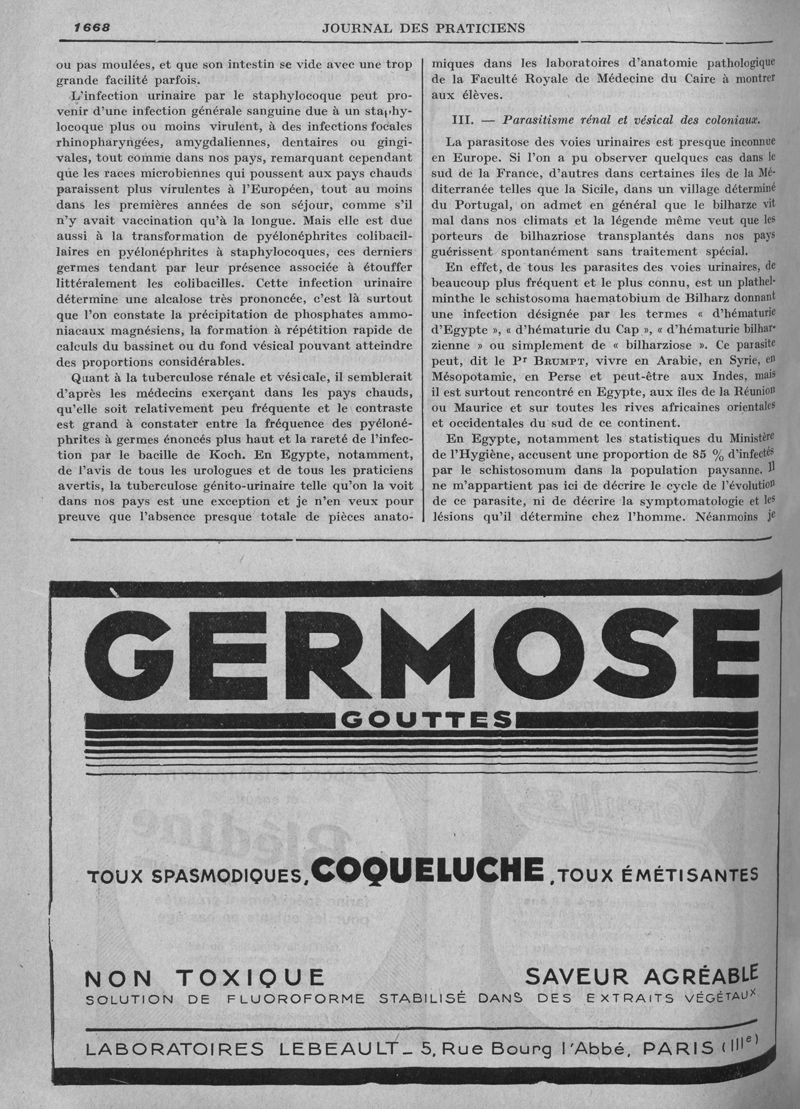 1668
JOURNAL DES PRATICIENS
ou pas moulées, et que son intestin se vide avec une trop
grande facilité parfois.
L'infection urinaire par le staphylocoque peut pro-
venir d'une infection générale sanguine due à un staphy-
locoque plus ou moins virulent, à des infections focales
rhinopharyngées, amygdaliennes, dentaires ou gingi-
vales, tout comme dans nos pays, remarquant cependant
que les races microbiennes qui poussent aux pays chauds
paraissent plus virulentes à l'Européen, tout au moins
dans les premières années de son séjour, comme s'il
n'y avait vaccination qu'à la longue. Mais elle est due
aussi à la transformation de pyélonéphrites colibacil-
laires en pyélonéphrites à staphylocoques, ces derniers
germes tendant par leur présence associée à étouffer
littéralement les colibacilles. Cette infection urinaire
détermine une alcalose très prononcée, c'est là surtout
que l'on constate la précipitation de phosphates ammo-
niacaux magnésiens, la formation à répétition rapide de
calculs du bassinet ou du fond vésical pouvant atteindre
des proportions considérables.
Quant à la tuberculose rénale et vésicale, il semblerait
d'après les médecins exerçant dans les pays chauds,
qu'elle soit relativement peu fréquente et le contraste
est grand à constater entre la fréquence des pyéloné-
phrites à germes énoncés plus haut et la rareté de l'infec-
tion par le bacille de Koch. En Egypte, notamment,
de l'avis de tous les urologues et de tous les praticiens
avertis, la tuberculose génito-urinaire telle qu'on la voit
dans nos pays est une exception et je n'en veux pour
preuve que l'absence presque totale de pièces anato-
miques dans les laboratoires d'anatomie pathologique
de la Faculté Royale de Médecine du Caire à montrer
aux élèves.
III. — Parasitisme rénal et vésical des coloniaux.
La parasitose des voies urinaires est presque inconnue
en Europe. Si l'on a pu observer quelques cas dans le
sud de la France, d'autres dans certaines îles de la Mé-
diterranée telles que la Sicile, dans un village déterminé
du Portugal, on admet en général que le bilharze vit
mal dans nos climats et la légende même veut que les
porteurs de bilhazriose transplantés dans nos pays
guérissent spontanément sans traitement spécial.
En effet, de tous les parasites des voies urinaires, de
beaucoup plus fréquent et le plus connu, est un plathel-
minthe le schistosoma haematobium de Bilharz donnant
une infection désignée par les termes « d'hématurie
d'Egypte », « d'hématurie du Cap », « d'hématurie bilhar-
zienne » ou simplement de « bilharziose ». Ce parasite
peut, dit le Pr BRUMPT, vivre en Arabie, en Syrie, en
Mésopotamie, en Perse et peut-être aux Indes, mais
il est surtout rencontré en Egypte, aux îles de la Réunion
ou Maurice et sur toutes les rives africaines orientales
et occidentales du sud de ce continent.
En Egypte, notamment les statistiques du Ministère
de l'Hygiène, accusent une proportion de 85 % d'infectés
par le schistosomum dans la population paysanne. Il
ne m'appartient pas ici de décrire le cycle de l'évolution
de ce parasite, ni de décrire la symptomatologie et les
lésions qu'il détermine chez l'homme. Néanmoins je
GERMOSE
GOUTTES
TOUX SPASMODIQUES, COQUELUCHE, TOUX ÉMÉTISANTES
NON TOXIQUE SAVEUR AGRÉABLE
SOLUTION DE FLUOROFORME STABILISÉ DANS DES EXTRAITS VÉGÉTAUX
LABORATOIRES LEBEAULT_ 5, Rue Bourg l'Abbé, PARIS (IIIe)